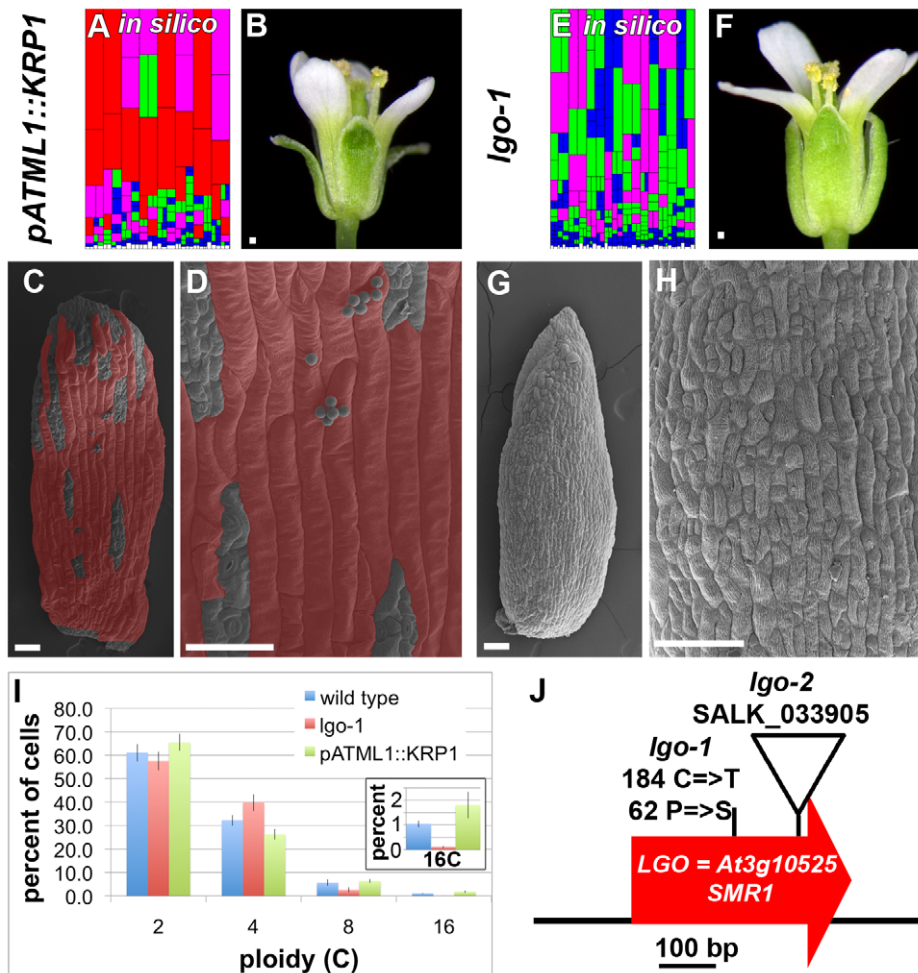 pATML1::KRP1
A in silico
B
lgo-1
E in silico
F
C
D
G
H
I
wild type
lgo-1
pATML1::KRP1
percent of cells
80.0
70.0
60.0
50.0
40.0
30.0
20.0
10.0
0.0
2
4
8
16
ploidy (C)
percent
2
1
0
16C
J
lgo-2
SALK_033905
lgo-1
184 C=>T
62 P=>S
LGO = At3g10525
SMR1
100 bp